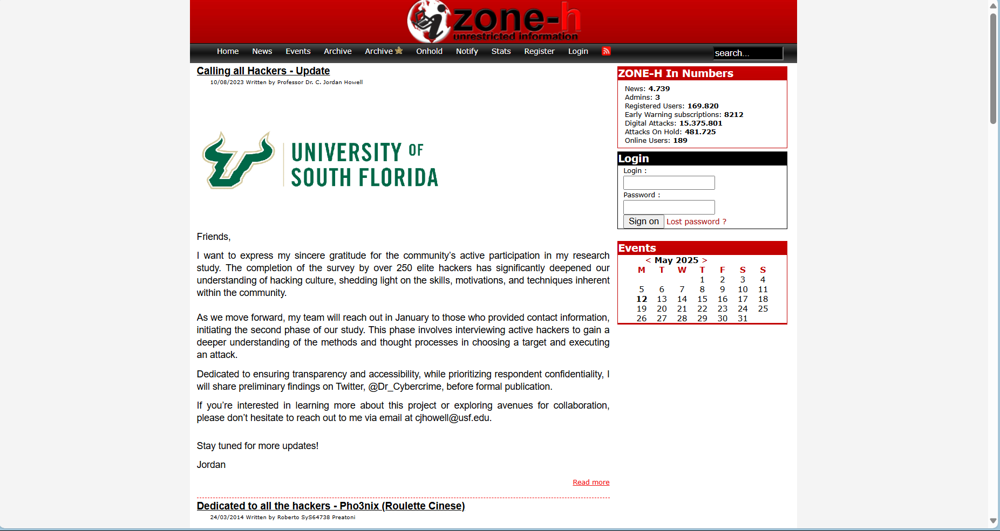 zone-h
unrestricted information
Home News Events Archive Archive Onhold Notify Stats Register Login search...
Calling all Hackers - Update
10/08/2023 Written by Professor Dr. C. Jordan Howell
UNIVERSITY OF
SOUTH FLORIDA
Friends,
I want to express my sincere gratitude for the community’s active participation in my research
study. The completion of the survey by over 250 elite hackers has significantly deepened our
understanding of hacking culture, shedding light on the skills, motivations, and techniques inherent
within the community.
As we move forward, my team will reach out in January to those who provided contact information,
initiating the second phase of our study. This phase involves interviewing active hackers to gain a
deeper understanding of the methods and thought processes in choosing a target and executing
an attack.
Dedicated to ensuring transparency and accessibility, while prioritizing respondent confidentiality, I
will share preliminary findings on Twitter, @Dr_Cybercrime, before formal publication.
If you’re interested in learning more about this project or exploring avenues for collaboration,
please don’t hesitate to reach out to me via email at cjhowell@usf.edu.
Stay tuned for more updates!
Jordan
Read more
Dedicated to all the hackers - Pho3nix (Roulette Cinese)
24/03/2014 Written by Roberto SyS64738 Preatoni
ZONE-H In Numbers
News: 4.739
Admins: 3
Registered Users: 169.820
Early Warning subscriptions: 8212
Digital Attacks: 15.375.801
Attacks On Hold: 481.725
Online Users: 189
Login
Login :
Password :
Sign on Lost password ?
Events
< May 2025 >
M T W T F S S
1 2 3 4
5 6 7 8 9 10 11
12 13 14 15 16 17 18
19 20 21 22 23 24 25
26 27 28 29 30 31